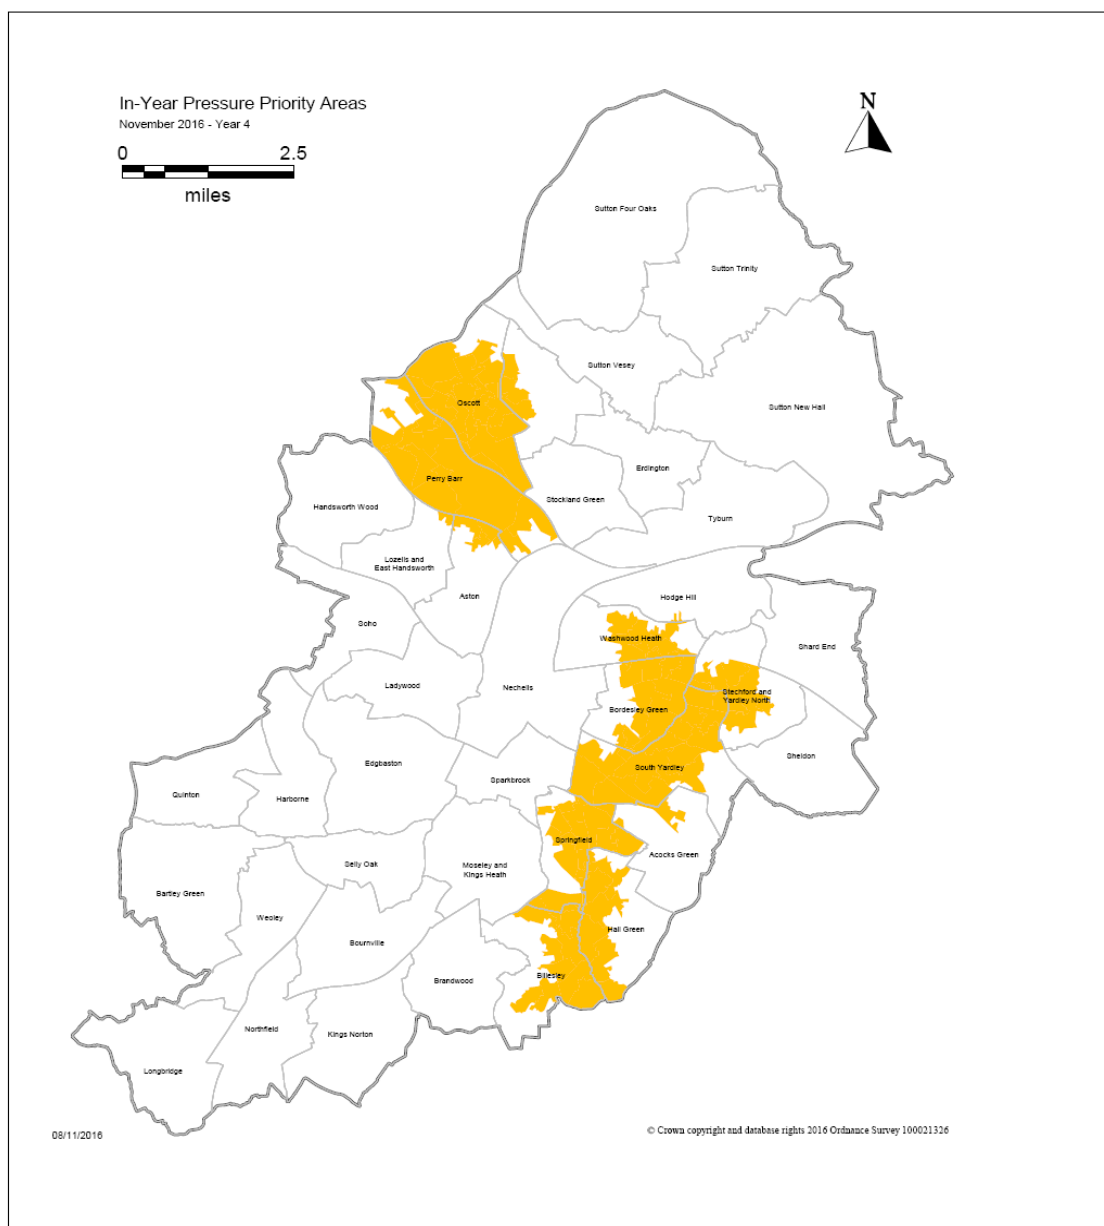 In-Year Pressure Priority Areas
November 2016 - Year 4
0 2.5
miles
N
Sutton Four Oaks
Sutton Trinity
Sutton Vesey
Sutton New Hall
Oscott
Erdington
Perry Barr
Stockland Green
Handsworth Wood
Tyburn
Lozells and
East Handsworth
Aston
Hodge Hill
Soho
Washwood Heath
Shard End
Ladywood
Nechells
Stechford and
Yardley North
Bordesley Green
Sheldon
Edgbaston
South Yardley
Sparkbrook
Quinton
Harborne
Springfield
Acocks Green
Selly Oak
Moseley and
Kings Heath
Bartley Green
Weoley
Hall Green
Bournville
Billesley
Brandwood
Northfield
Kings Norton
Longbridge
08/11/2016
© Crown copyright and database rights 2016 Ordnance Survey 100021326